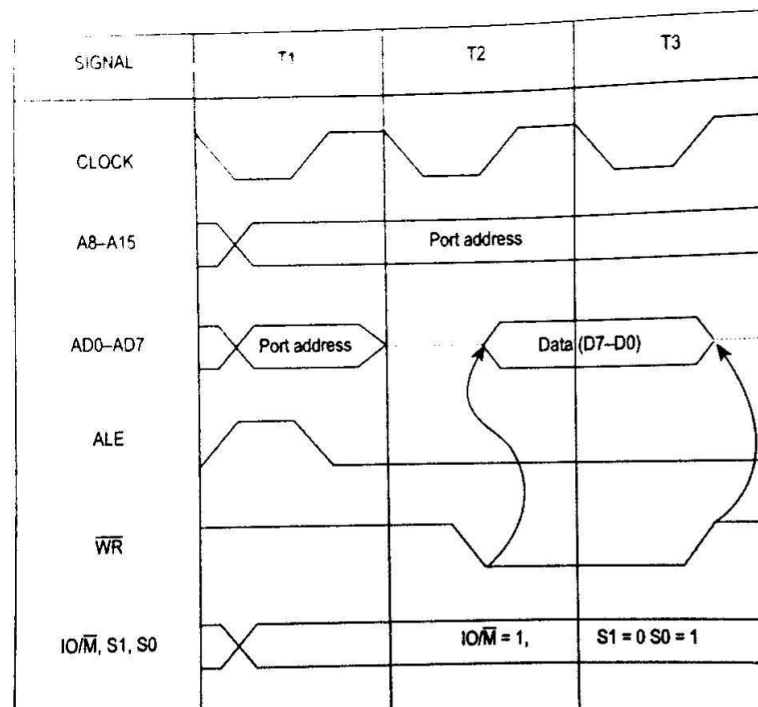 SIGNAL T1 T2 T3
CLOCK
A8–A15 Port address
AD0–AD7 Port address Data (D7–D0)
ALE
W̅R̅
IO/M̅, S1, S0 IO/M̅ = 1, S1 = 0 S0 = 1